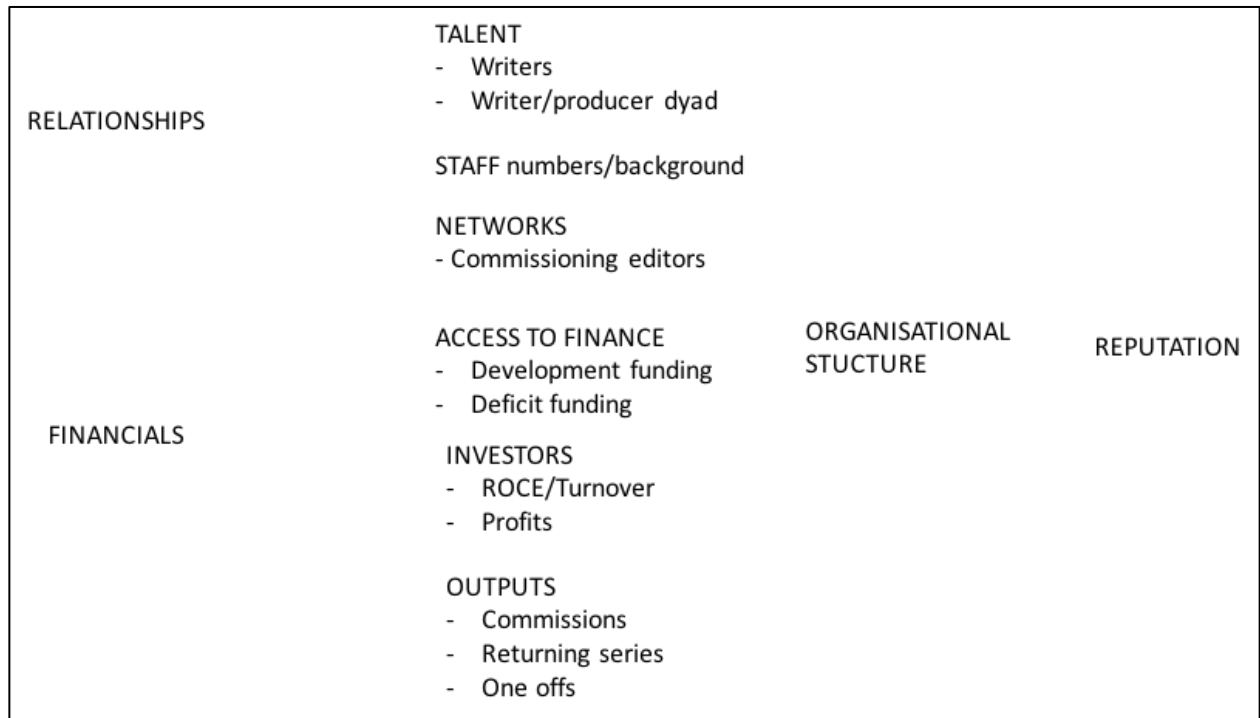 RELATIONSHIPS
TALENT
- Writers
- Writer/producer dyad
STAFF numbers/background
NETWORKS
- Commissioning editors
FINANCIALS
ACCESS TO FINANCE
- Development funding
- Deficit funding
INVESTORS
- ROCE/Turnover
- Profits
OUTPUTS
- Commissions
- Returning series
- One offs
ORGANISATIONAL
STUCTURE
REPUTATION